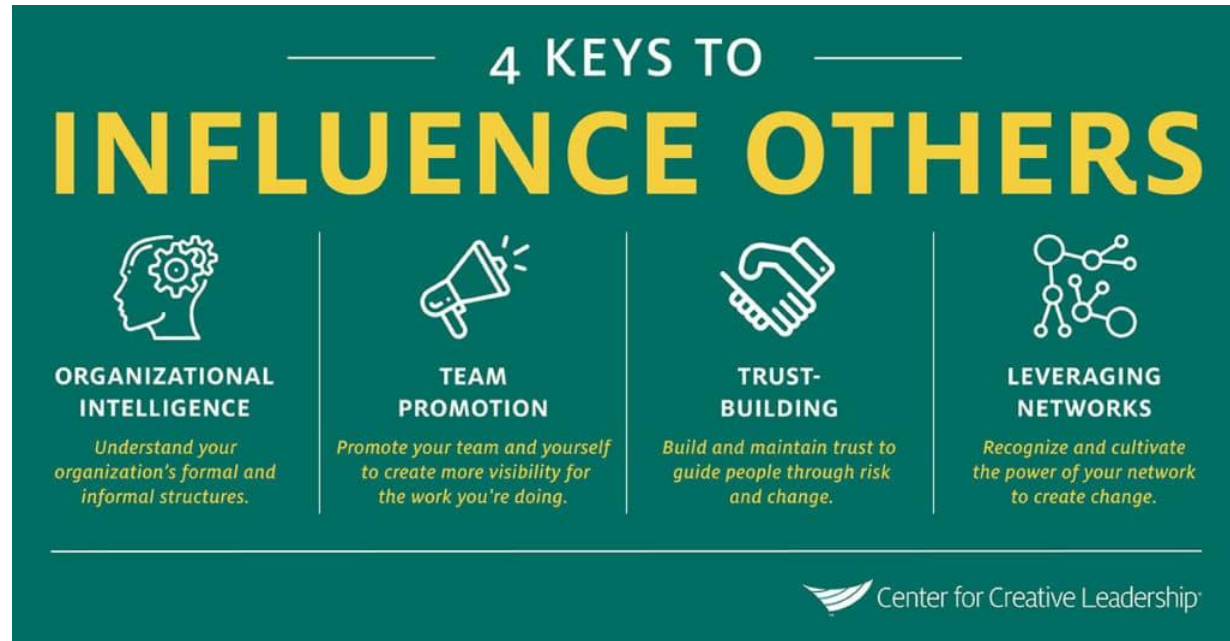 4 KEYS TO
INFLUENCE OTHERS
ORGANIZATIONAL
INTELLIGENCE
Understand your
organization's formal and
informal structures.
TEAM
PROMOTION
Promote your team and yourself
to create more visibility for
the work you're doing.
TRUST-
BUILDING
Build and maintain trust to
guide people through risk
and change.
LEVERAGING
NETWORKS
Recognize and cultivate
the power of your network
to create change.
Center for Creative Leadership